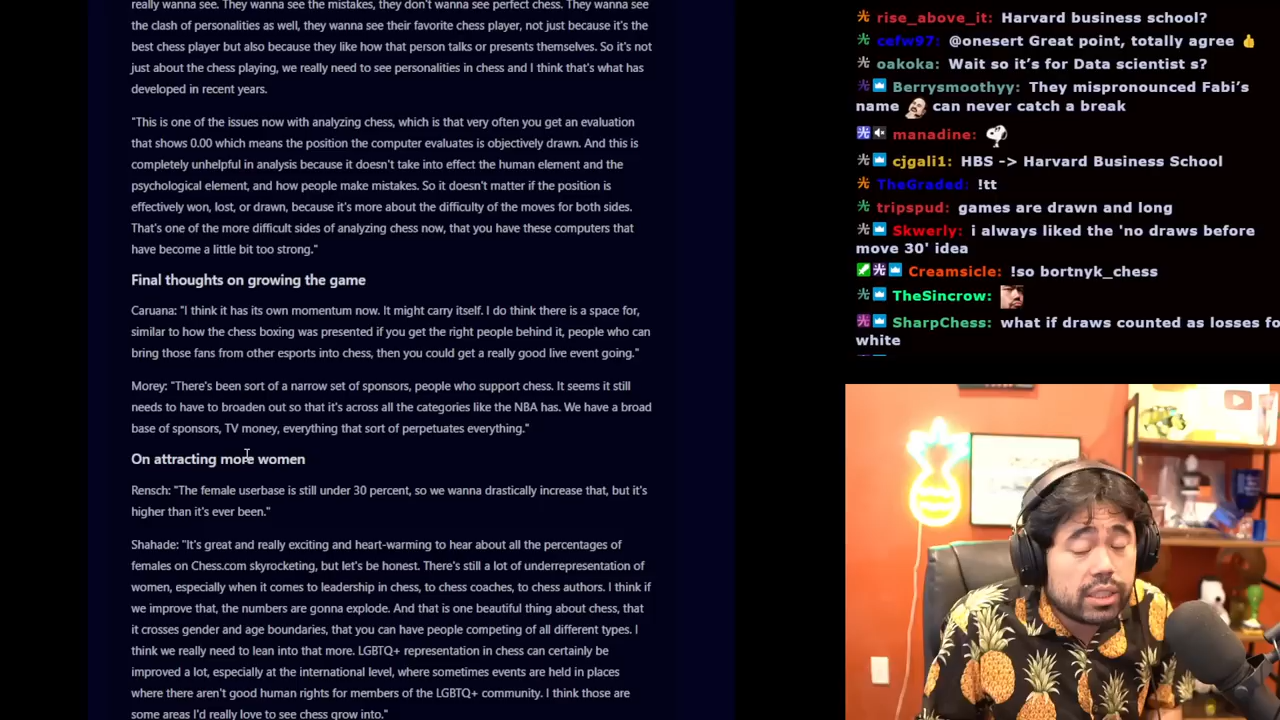 really wanna see. They wanna see the mistakes, they don't wanna see perfect chess. They wanna see
the clash of personalities as well, they wanna see their favorite chess player, not just because it's the
best chess player but also because they like how that person talks or presents themselves. So it's not
just about the chess playing, we really need to see personalities in chess and I think that's what has
developed in recent years.
"This is one of the issues now with analyzing chess, which is that very often you get an evaluation
that shows 0.00 which means the position the computer evaluates is objectively drawn. And this is
completely unhelpful in analysis because it doesn't take into effect the human element and the
psychological element, and how people make mistakes. So it doesn't matter if the position is
effectively won, lost, or drawn, because it's more about the difficulty of the moves for both sides.
That's one of the more difficult sides of analyzing chess now, that you have these computers that
have become a little bit too strong."
Final thoughts on growing the game
Caruana: "I think it has its own momentum now. It might carry itself. I do think there is a space for,
similar to how the chess boxing was presented if you get the right people behind it, people who can
bring those fans from other esports into chess, then you could get a really good live event going."
Morey: "There's been sort of a narrow set of sponsors, people who support chess. It seems it still
needs to have to broaden out so that it's across all the categories like the NBA has. We have a broad
base of sponsors, TV money, everything that sort of perpetuates everything."
On attracting more women
Rensch: "The female userbase is still under 30 percent, so we wanna drastically increase that, but it's
higher than it's ever been."
Shahade: "It's great and really exciting and heart-warming to hear about all the percentages of
females on Chess.com skyrocketing, but let's be honest. There's still a lot of underrepresentation of
women, especially when it comes to leadership in chess, to chess coaches, to chess authors. I think if
we improve that, the numbers are gonna explode. And that is one beautiful thing about chess, that
it crosses gender and age boundaries, that you can have people competing of all different types. I
think we really need to lean into that more. LGBTQ+ representation in chess can certainly be
improved a lot, especially at the international level, where sometimes events are held in places
where there aren't good human rights for members of the LGBTQ+ community. I think those are
some areas I'd really love to see chess grow into."
rise_above_it: Harvard business school?
cefw97: @onesert Great point, totally agree 👍
oakoka: Wait so it's for Data scientist s?
Berrysmoothyy: They mispronounced Fabi's
name can never catch a break
manadine:
cjgali1: HBS -> Harvard Business School
TheGraded: !tt
tripspud: games are drawn and long
Skwerly: i always liked the 'no draws before
move 30' idea
Creamsicle: !so bortnyk_chess
TheSincrow:
SharpChess: what if draws counted as losses fo
white